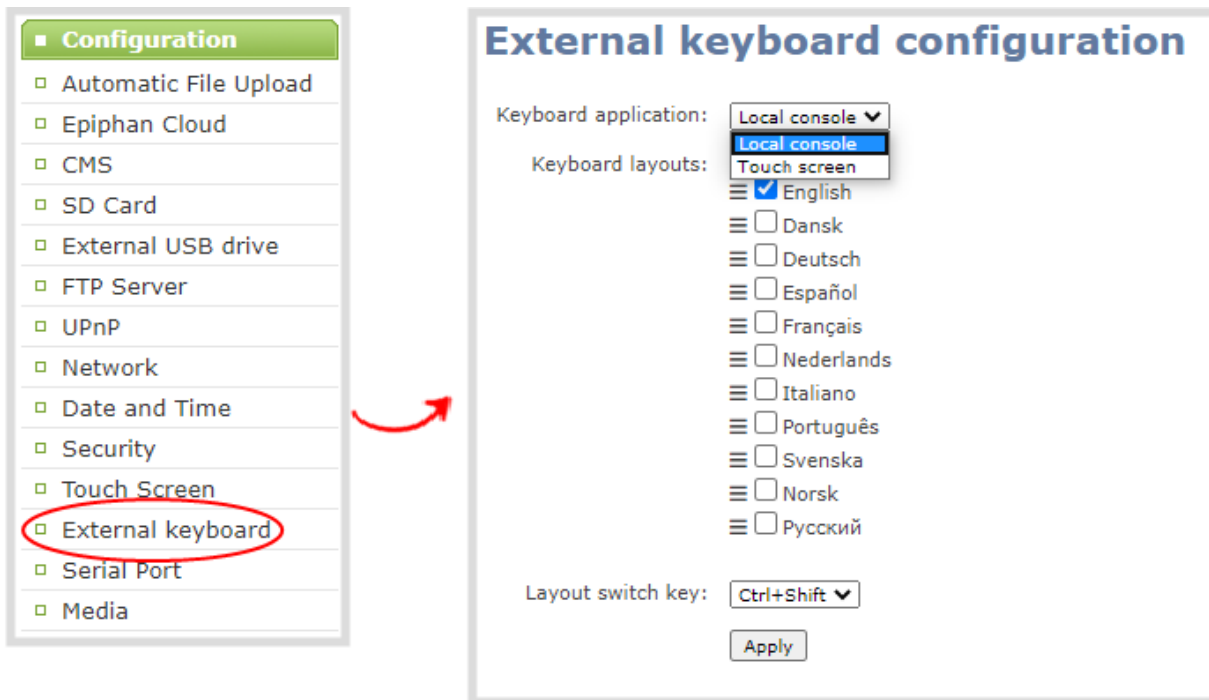 Configuration
Automatic File Upload
Epiphan Cloud
CMS
SD Card
External USB drive
FTP Server
UPnP
Network
Date and Time
Security
Touch Screen
External keyboard
Serial Port
Media
External keyboard configuration
Keyboard application: Local console
Local console
Keyboard layouts: Touch screen
English
Dansk
Deutsch
Español
Français
Nederlands
Italiano
Português
Svenska
Norsk
Русский
Layout switch key: Ctrl+Shift
Apply